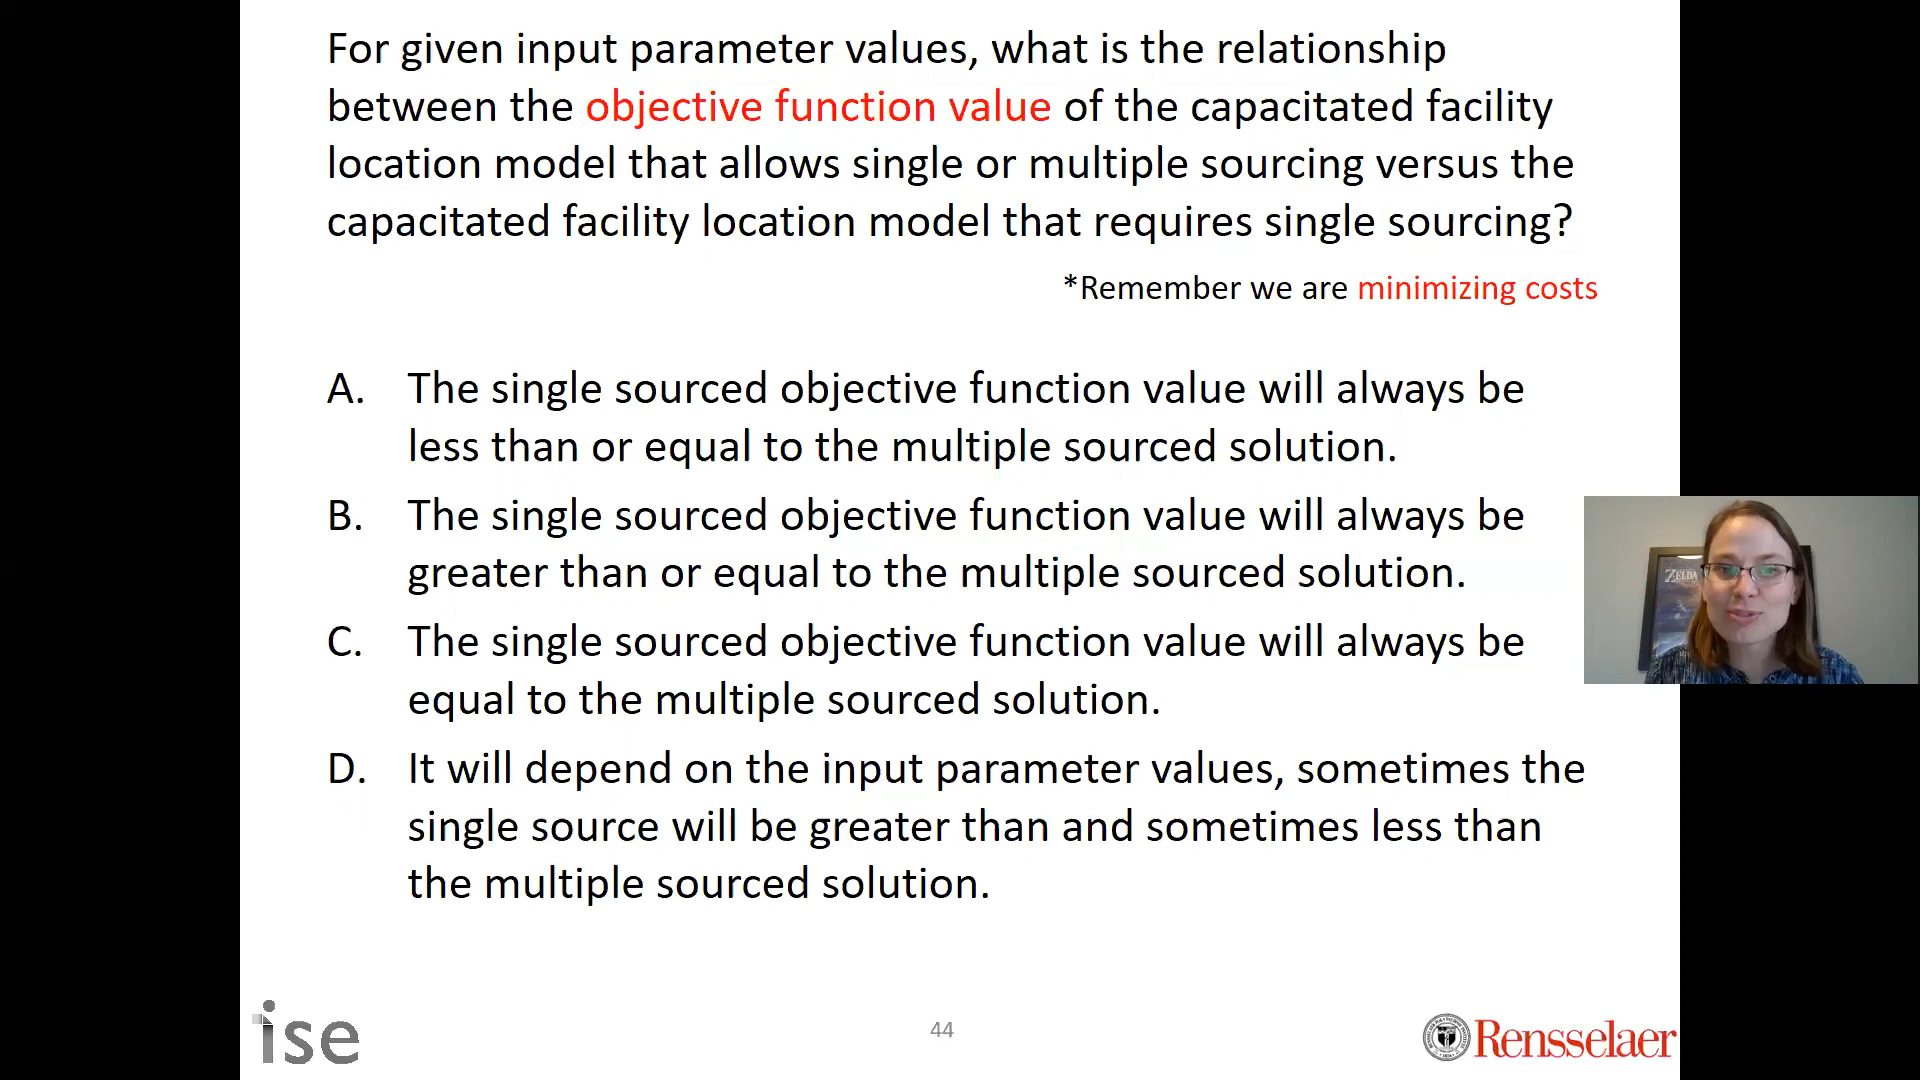 For given input parameter values, what is the relationship
between the objective function value of the capacitated facility
location model that allows single or multiple sourcing versus the
capacitated facility location model that requires single sourcing?
*Remember we are minimizing costs
A. The single sourced objective function value will always be
less than or equal to the multiple sourced solution.
B. The single sourced objective function value will always be
greater than or equal to the multiple sourced solution.
C. The single sourced objective function value will always be
equal to the multiple sourced solution.
D. It will depend on the input parameter values, sometimes the
single source will be greater than and sometimes less than
the multiple sourced solution.
ZELDA
ise
44
Rensselaer